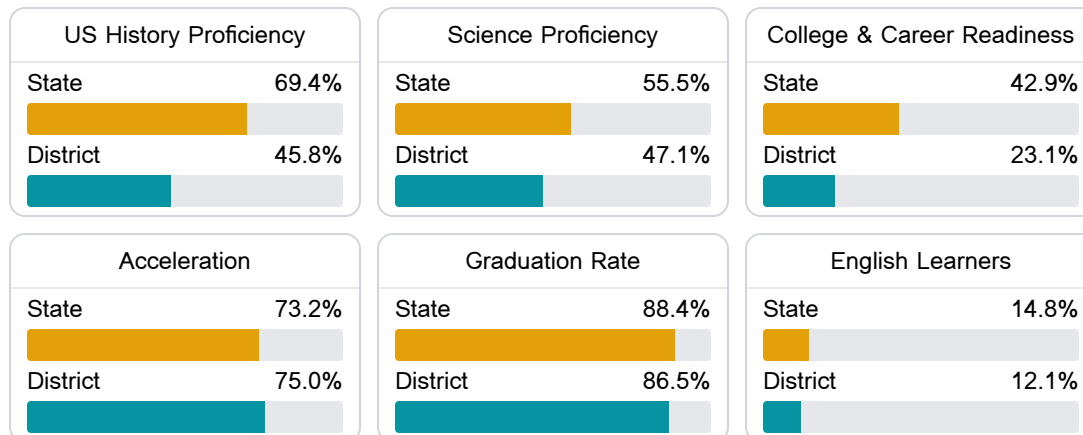 US History Proficiency
State 69.4%
District 45.8%
Science Proficiency
State 55.5%
District 47.1%
College & Career Readiness
State 42.9%
District 23.1%
Acceleration
State 73.2%
District 75.0%
Graduation Rate
State 88.4%
District 86.5%
English Learners
State 14.8%
District 12.1%